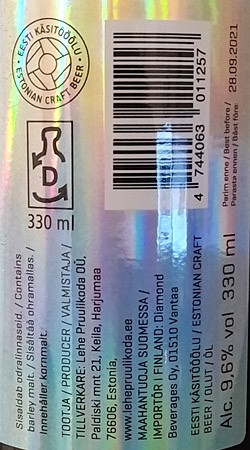 EESTI KÄSITÖÖÕLU
ESTONIAN CRAFT BEER
D
330 ml
4 744063 011257
Parim enne / Best before /
Parasta ennen / Bäst före:
28.09.2021
Sisaldab odralinnaseid. / Contains
barley malt. / Sisältää ohramallas. /
Innehåller kornmalt.
TOOTJA / PRODUCER / VALMISTAJA /
TILLVERKARE: Lehe Pruulikoda OÜ,
Paldiski mnt 21, Keila, Harjumaa
76606, Estonia,
www.lehepruulikoda.ee
MAAHANTUOJA SUOMESSA /
IMPORTÖR I FINLAND: Diamond
Beverages Oy, 01510 Vantaa
EESTI KÄSITÖÖÕLU / ESTONIAN CRAFT
BEER / OLUT / ÖL
Alc. 9,6% vol 330 ml